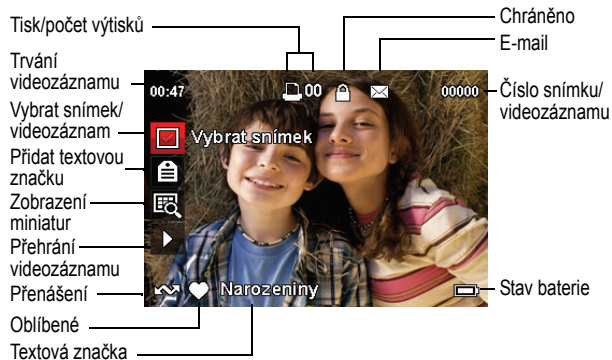 Tisk/počet výtisků
Chráněno
E-mail
Trvání
videozáznamu
00:47
00
00000
Číslo snímku/
videozáznamu
Vybrat snímek/
videoznam
Vybrat snímek
Přidat textovou
značku
Zobrazení
miniatur
Přehrání
videozáznamu
Přenášení
Narozeniny
Stav baterie
Oblíbené
Textová značka